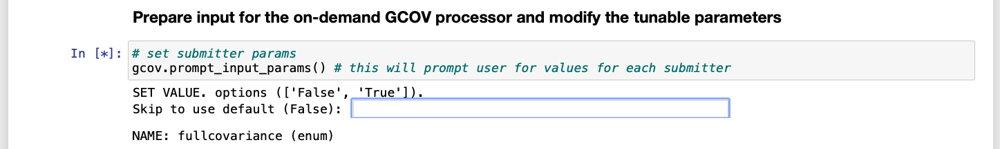 Prepare input for the on-demand GCOV processor and modify the tunable parameters
In [*]: # set submitter params
gcov.prompt_input_params() # this will prompt user for values for each submitter
SET VALUE. options (['False', 'True']).
Skip to use default (False):
NAME: fullcovariance (enum)